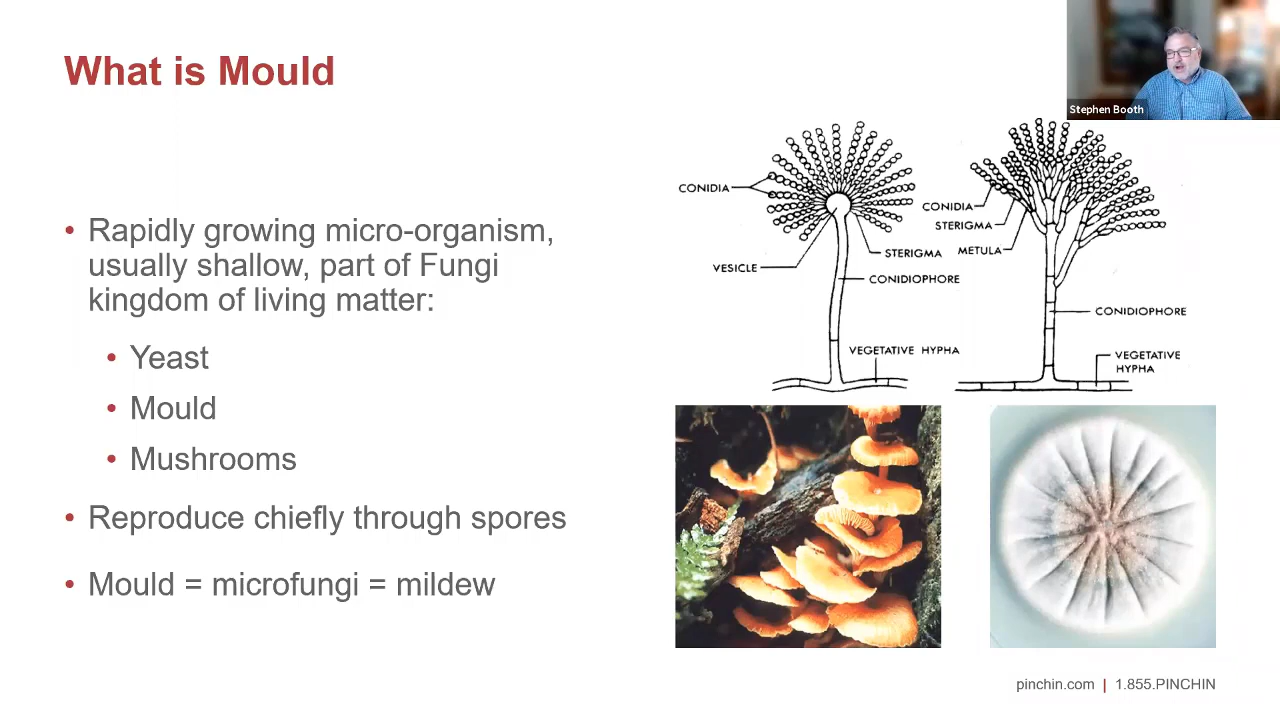 What is Mould
Stephen Booth
• Rapidly growing micro-organism,
usually shallow, part of Fungi
kingdom of living matter:
• Yeast
• Mould
• Mushrooms
• Reproduce chiefly through spores
• Mould = microfungi = mildew
CONIDIA
VESICLE
STERIGMA
CONIDIOPHORE
VEGETATIVE HYPHA
CONIDIA
STERIGMA
METULA
CONIDIOPHORE
VEGETATIVE
HYPHA
pinchin.com | 1.855.PINCHIN